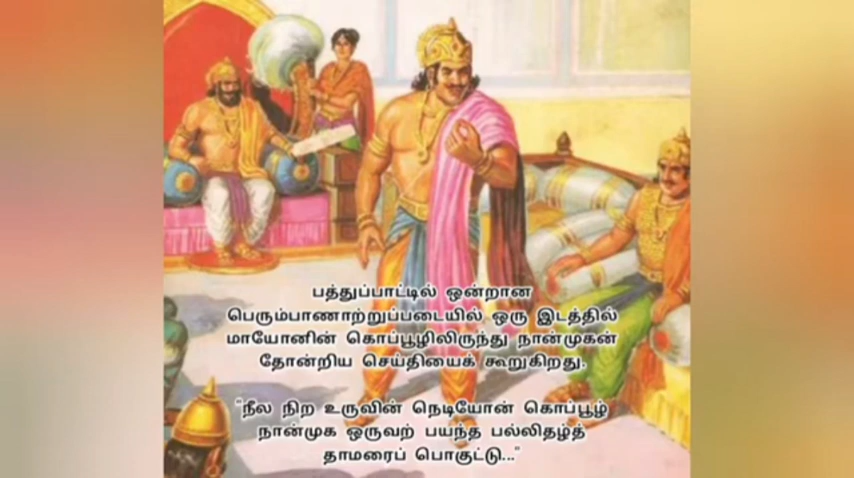 பத்துப்பாட்டில் ஒன்றான
பெரும்பாணாற்றுப்படையில் ஒரு இடத்தில்
மாயோனின் கொப்பூழிலிருந்து நான்முகன்
தோன்றிய செய்தியைக் கூறுகிறது.
"நீல நிற உருவின் நெடியோன் கொப்பூழ்
நான்முக ஒருவற் பயந்த பல்லிதழ்த்
தாமரைப் பொகுட்டு..."